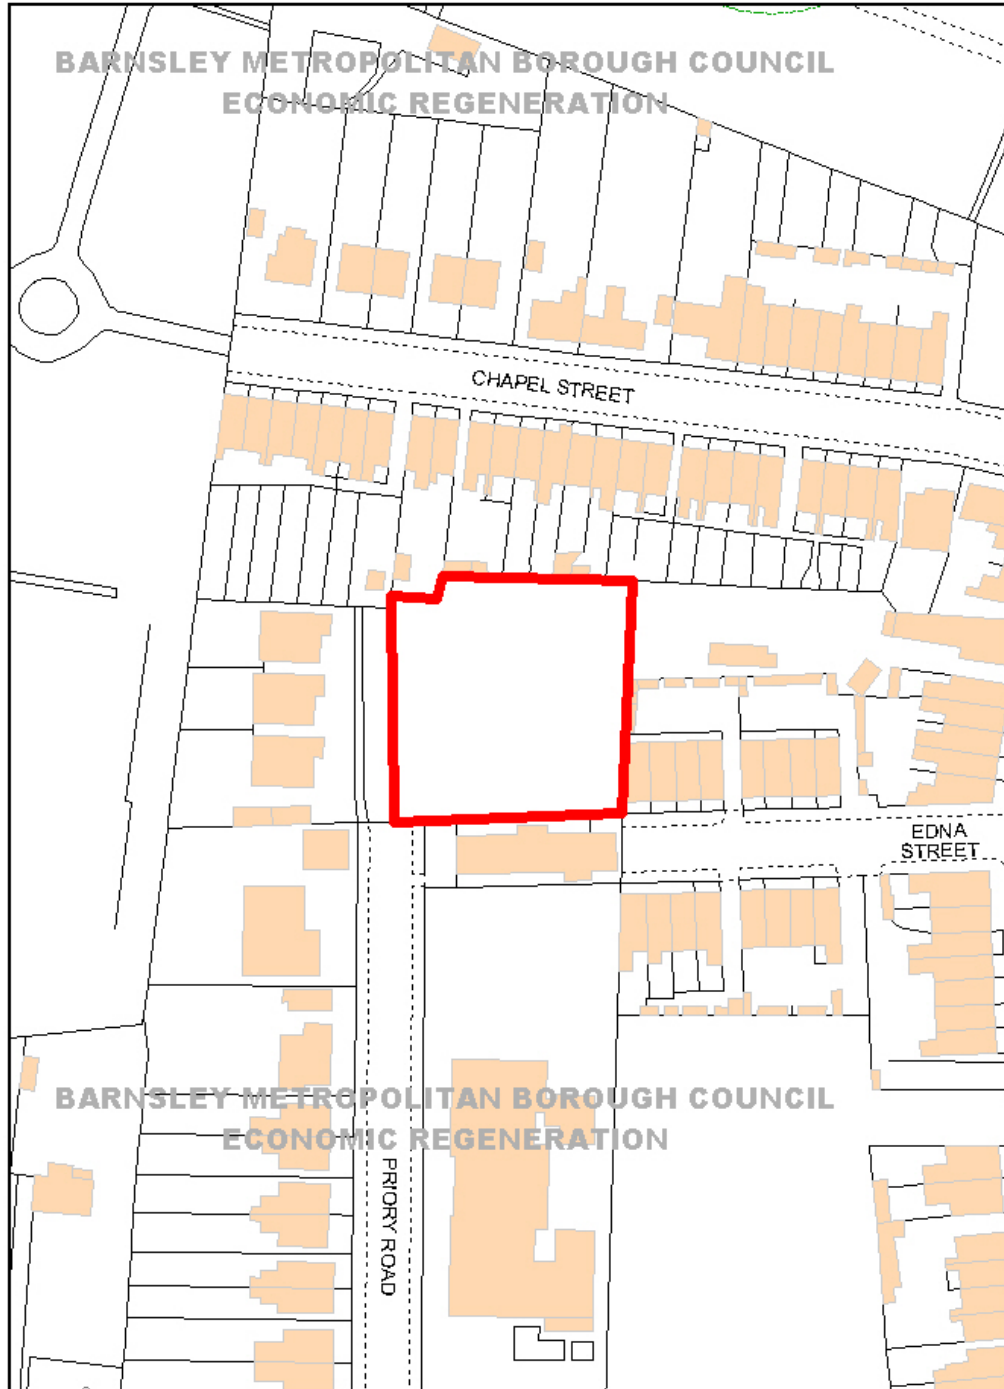 BARNSLEY METROPOLITAN BOROUGH COUNCIL
ECONOMIC REGENERATION
CHAPEL STREET
EDNA
STREET
BARNSLEY METROPOLITAN BOROUGH COUNCIL
ECONOMIC REGENERATION
PRIORY ROAD